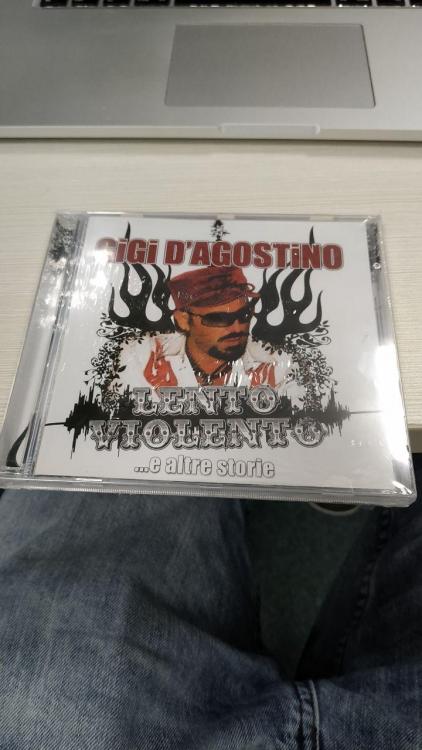 GiGi D'AGOSTiNO
LENTO
VIOLENTO
...e altre storie